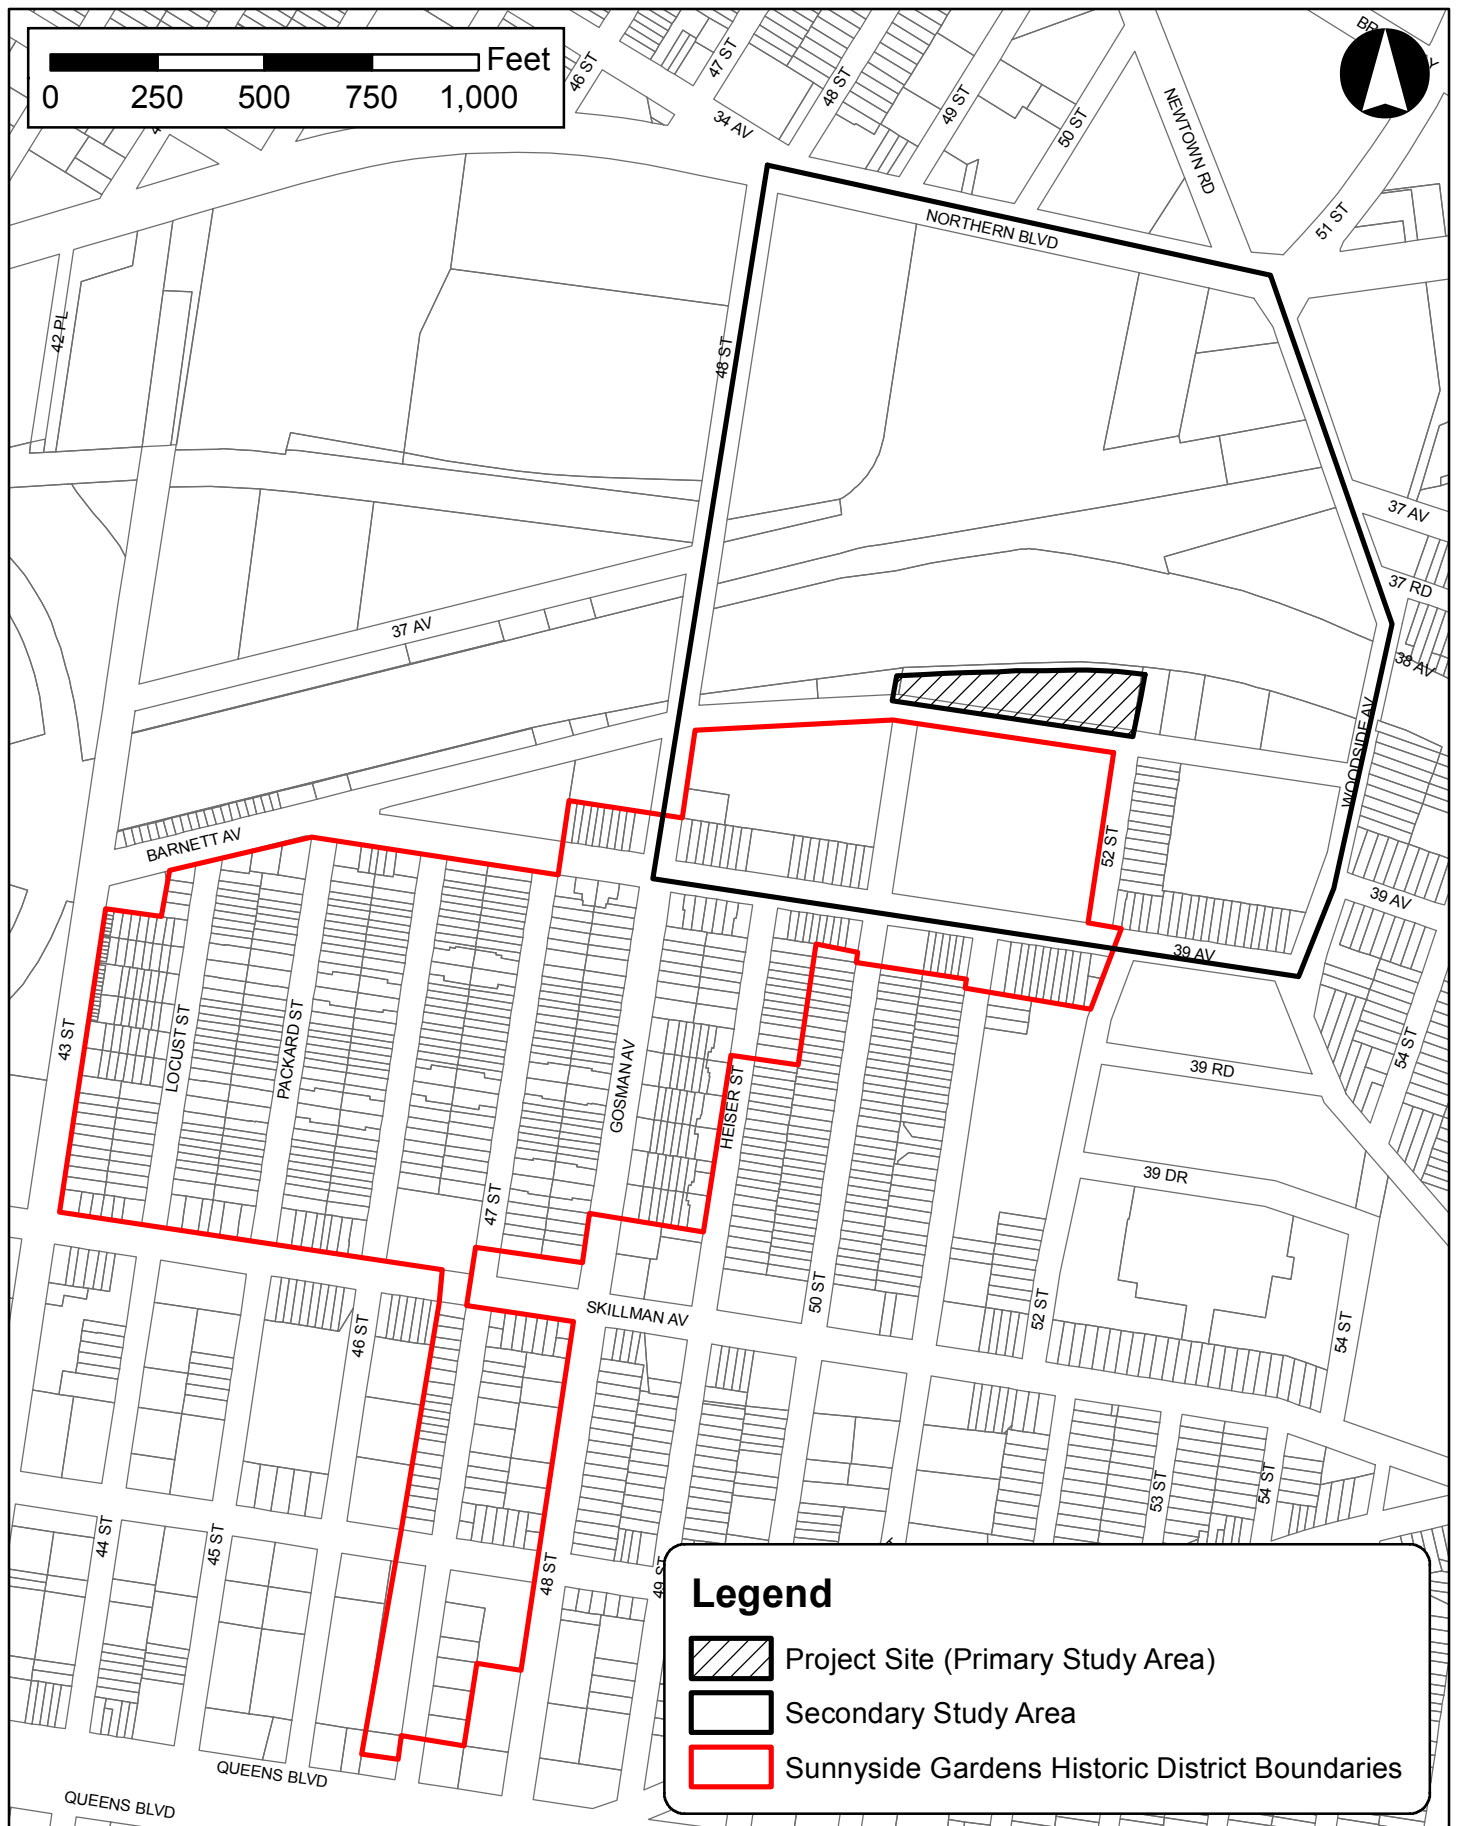 Feet
0 250 500 750 1,000
46 ST
47 ST
48 ST
34 AV
49 ST
50 ST
NEWTOWN RD
51 ST
NORTHERN BLVD
42 PL
48 ST
37 AV
37 RD
38 AV
37 AV
WOODSIDE AV
BARNETT AV
52 ST
39 AV
39 AV
43 ST
LOCUST ST
PACKARD ST
GOSMAN AV
HEISER ST
54 ST
39 RD
39 DR
47 ST
50 ST
52 ST
SKILLMAN AV
46 ST
54 ST
53 ST
54 ST
44 ST
45 ST
48 ST
49 ST
Legend
Project Site (Primary Study Area)
Secondary Study Area
Sunnyside Gardens Historic District Boundaries
QUEENS BLVD
QUEENS BLVD